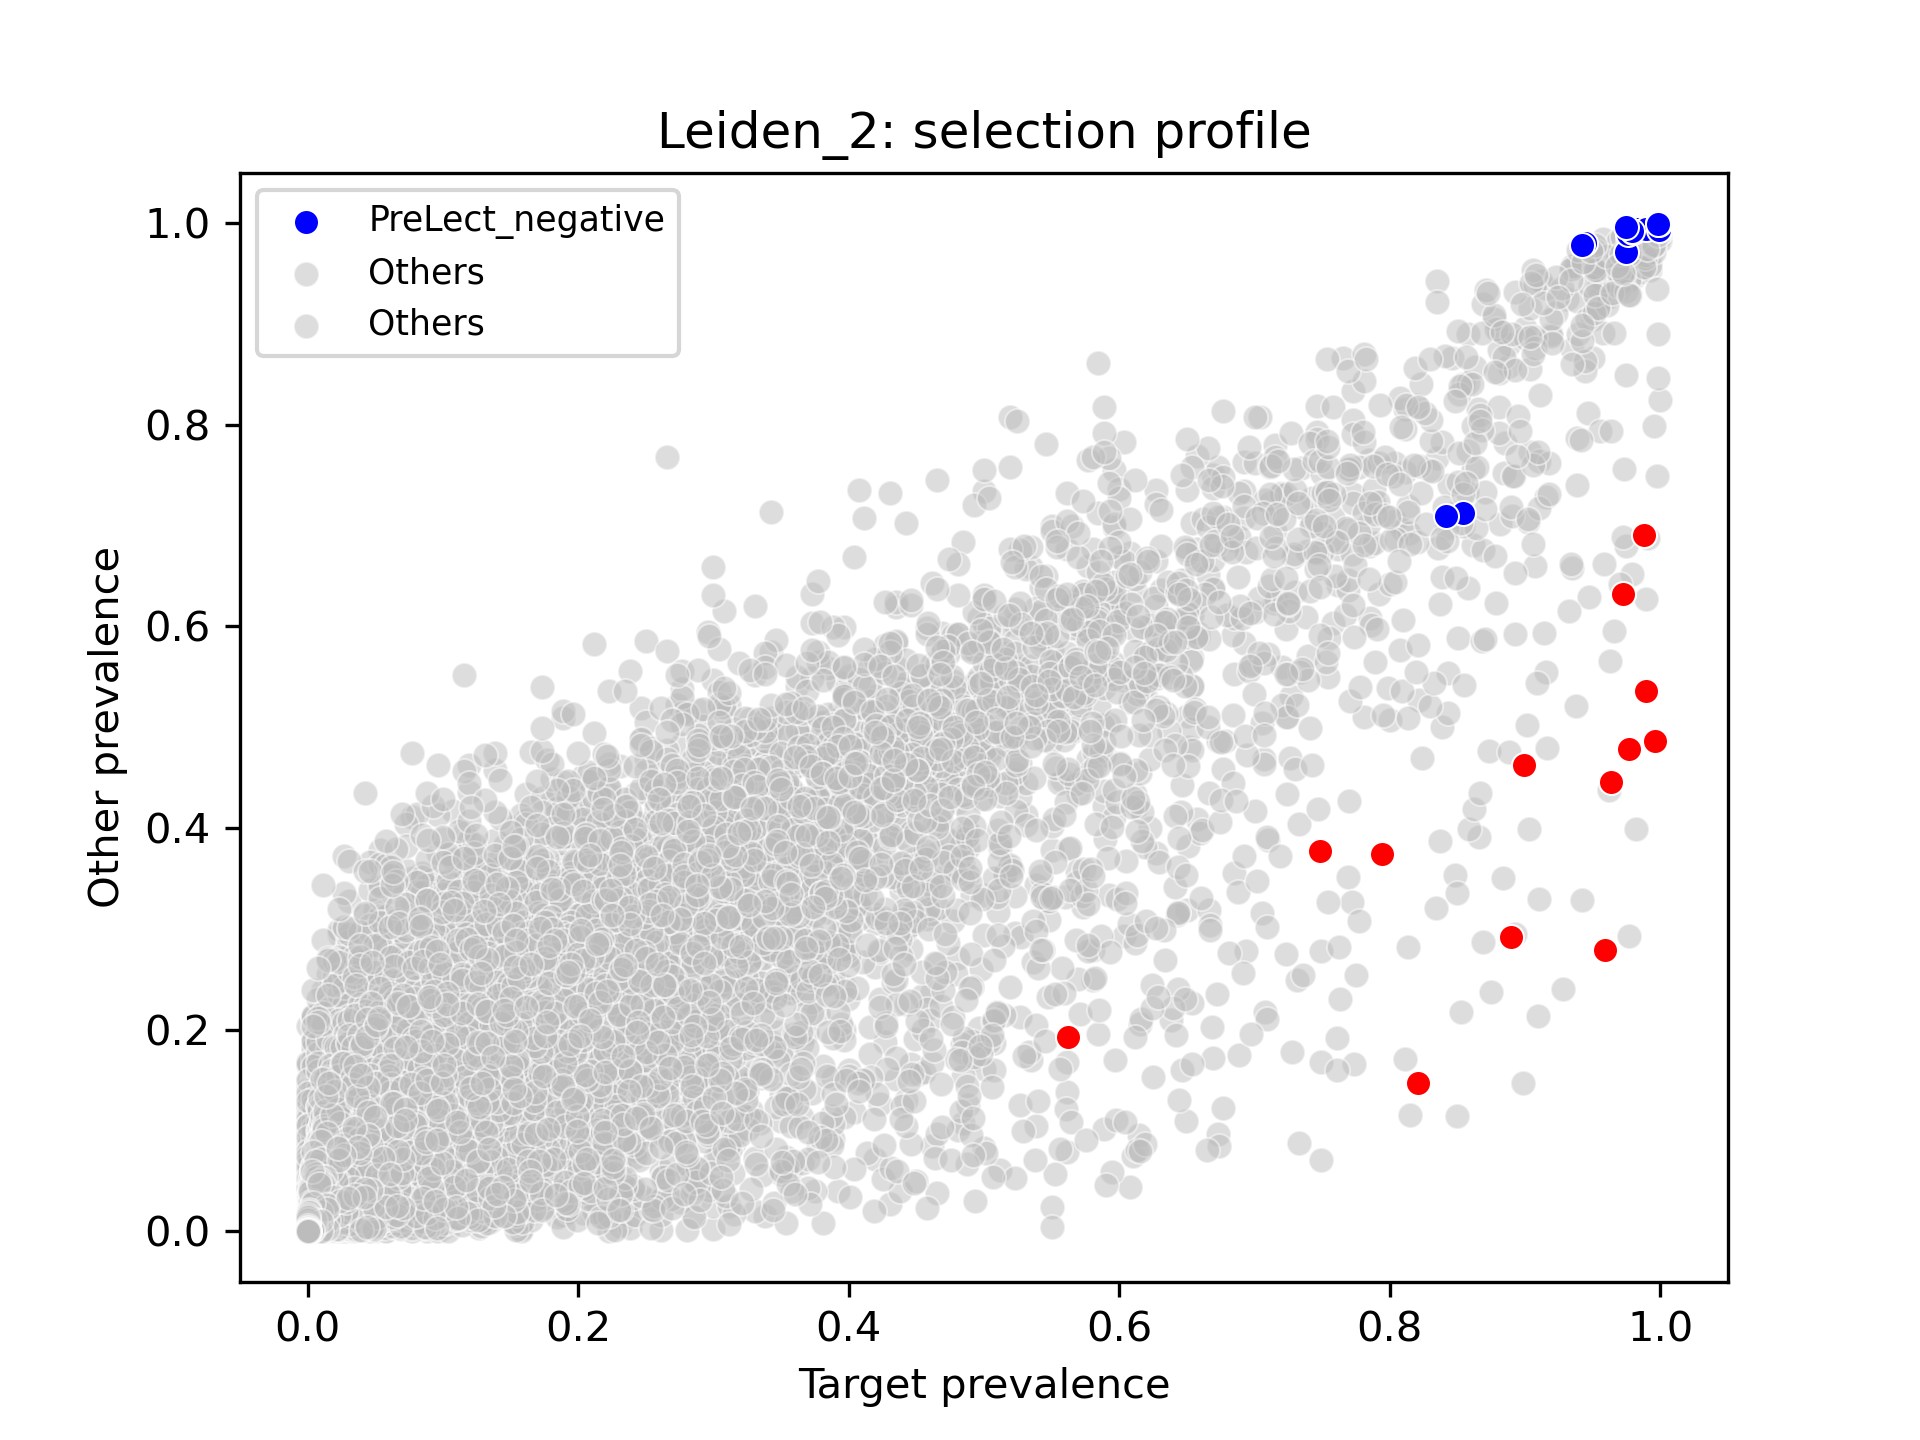 Leiden_2: selection profile
PreLect_negative
Others
Others
1.0
0.8
0.6
0.4
0.2
0.0
Other prevalence
0.0 0.2 0.4 0.6 0.8 1.0
Target prevalence